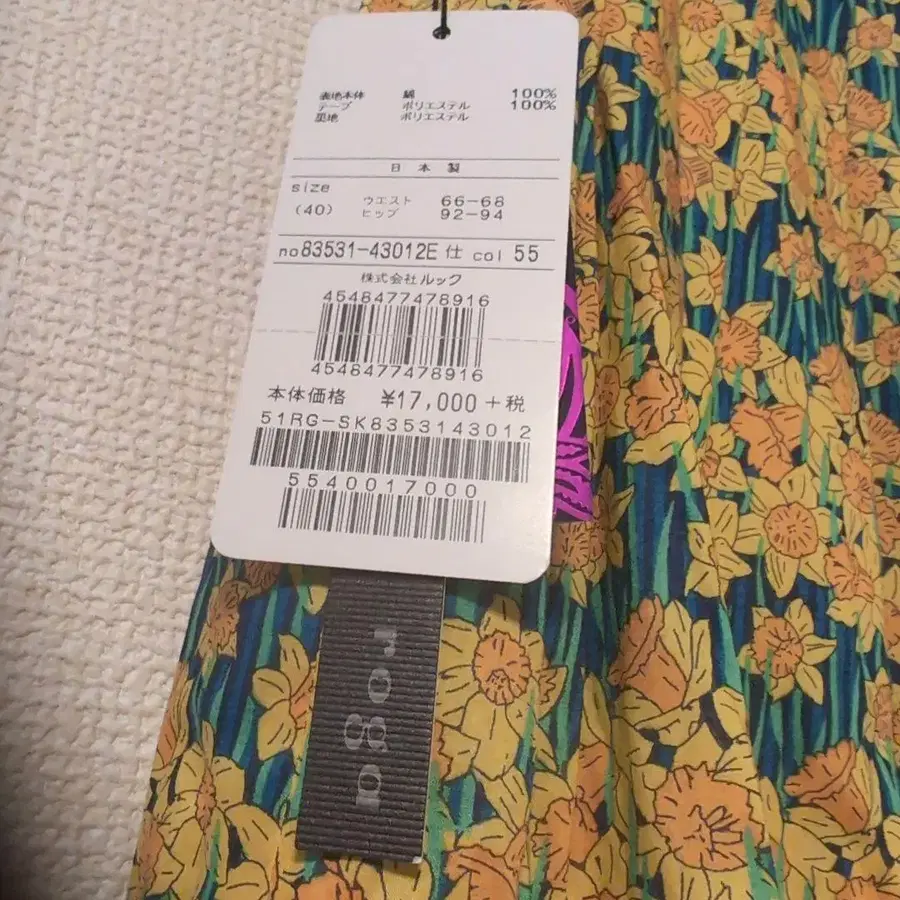 表地本体 綿 100%
テープ ポリエステル 100%
裏地 ポリエステル
日本製
size
(40) ウエスト 66-68
ヒップ 92-94
no83531-43012E 仕 col 55
株式会社ルック
4548477478916
4548477478916
本体価格 ¥17,000+税
51RG-SK8353143012
5540017000